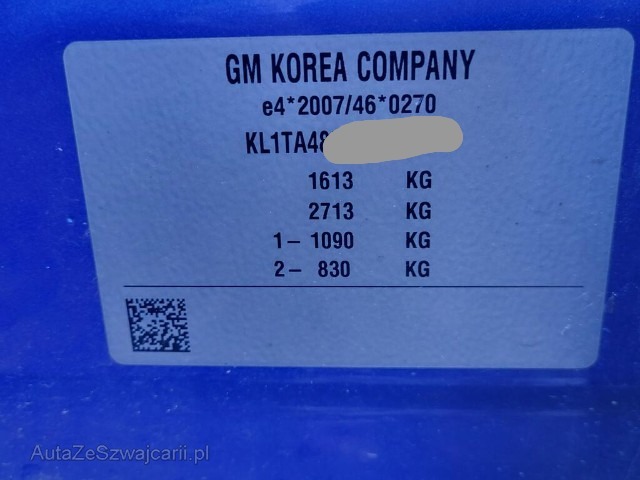 GM KOREA COMPANY
e4*2007/46*0270
KL1TA48
1613 KG
2713 KG
1– 1090 KG
2– 830 KG
AutaZeSzwajcarii.pl